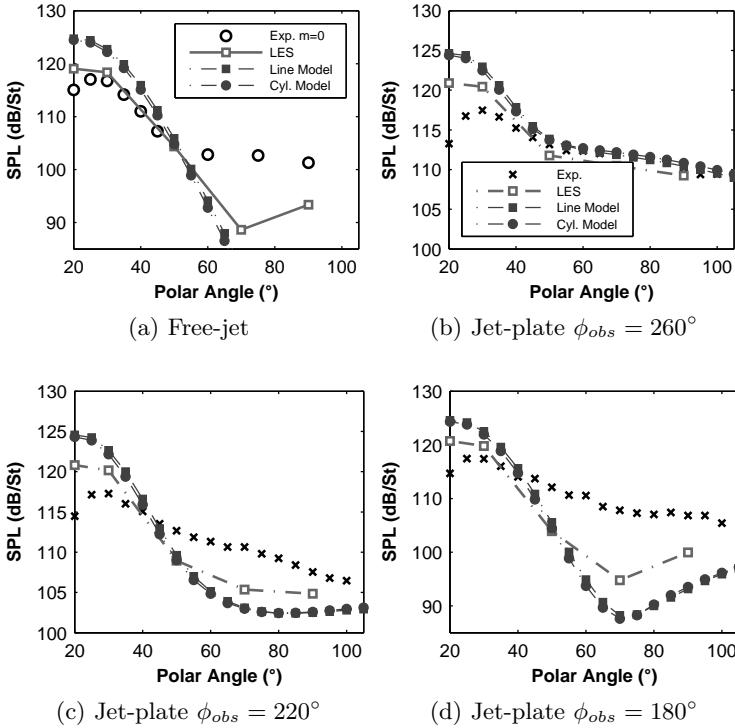 130
120
110
100
90
SPL (dB/St)
20 40 60 80 100
Polar Angle (°)
Exp. m=0
LES
Line Model
Cyl. Model
(a) Free-jet
130
125
120
115
110
105
100
SPL (dB/St)
20 40 60 80 100
Polar Angle (°)
Exp.
LES
Line Model
Cyl. Model
(b) Jet-plate ϕobs = 260°
130
125
120
115
110
105
100
SPL (dB/St)
20 40 60 80 100
Polar Angle (°)
(c) Jet-plate ϕobs = 220°
130
120
110
100
90
SPL (dB/St)
20 40 60 80 100
Polar Angle (°)
(d) Jet-plate ϕobs = 180°